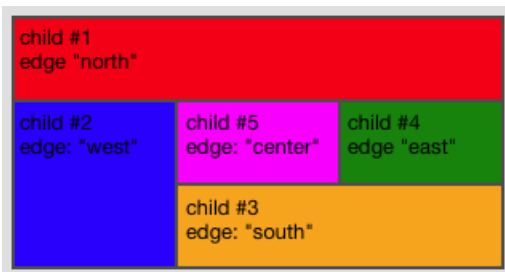 child #1
edge "north"
child #2
edge: "west"
child #5
edge: "center"
child #4
edge "east"
child #3
edge: "south"